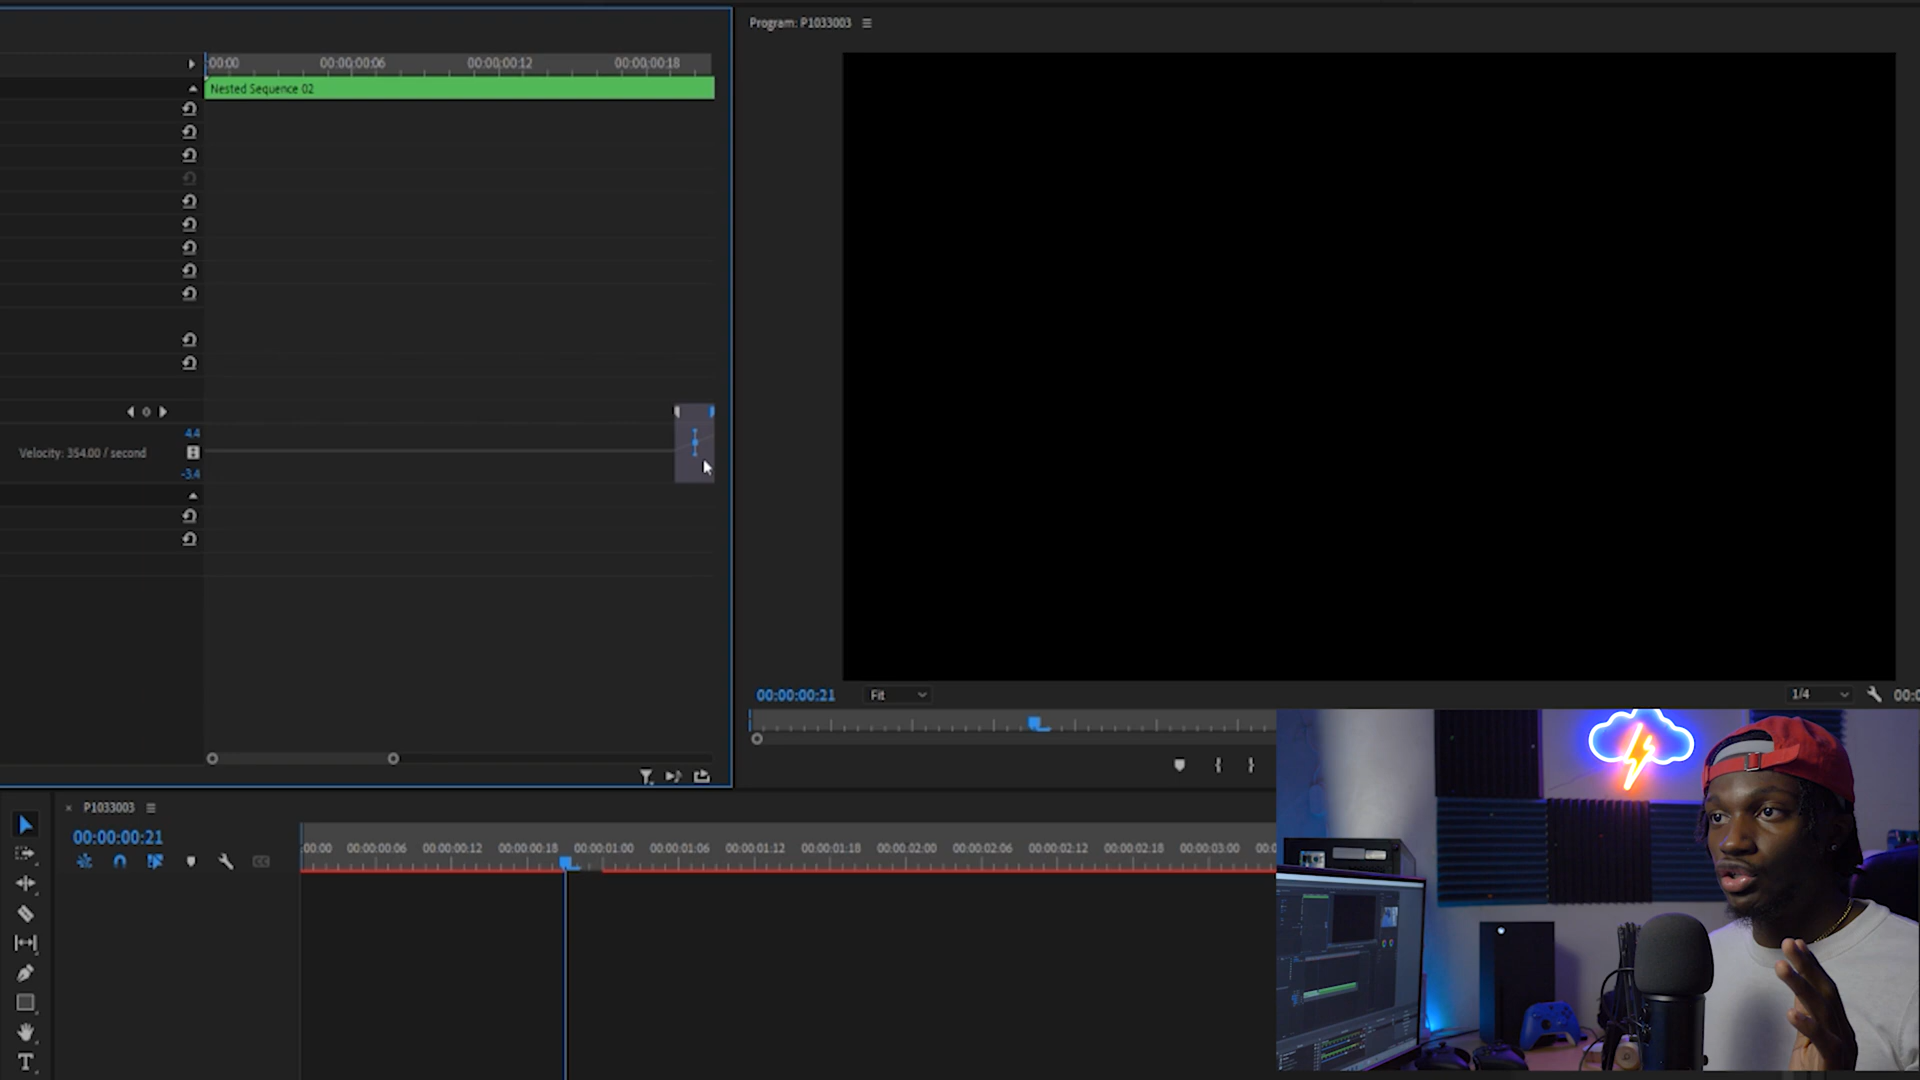 Program: P1033003
:00:00 00:00:00:06 00:00:00:12 00:00:00:18
Nested Sequence 02
4.4
Velocity: 354.00 / second
-3.4
00:00:00:21 Fit 1/4 00:0
P1033003
00:00:00:21
:00:00 00:00:00:06 00:00:00:12 00:00:00:18 00:00:01:00 00:00:01:06 00:00:01:12 00:00:01:18 00:00:02:00 00:00:02:06 00:00:02:12 00:00:02:18 00:00:03:00 00:0